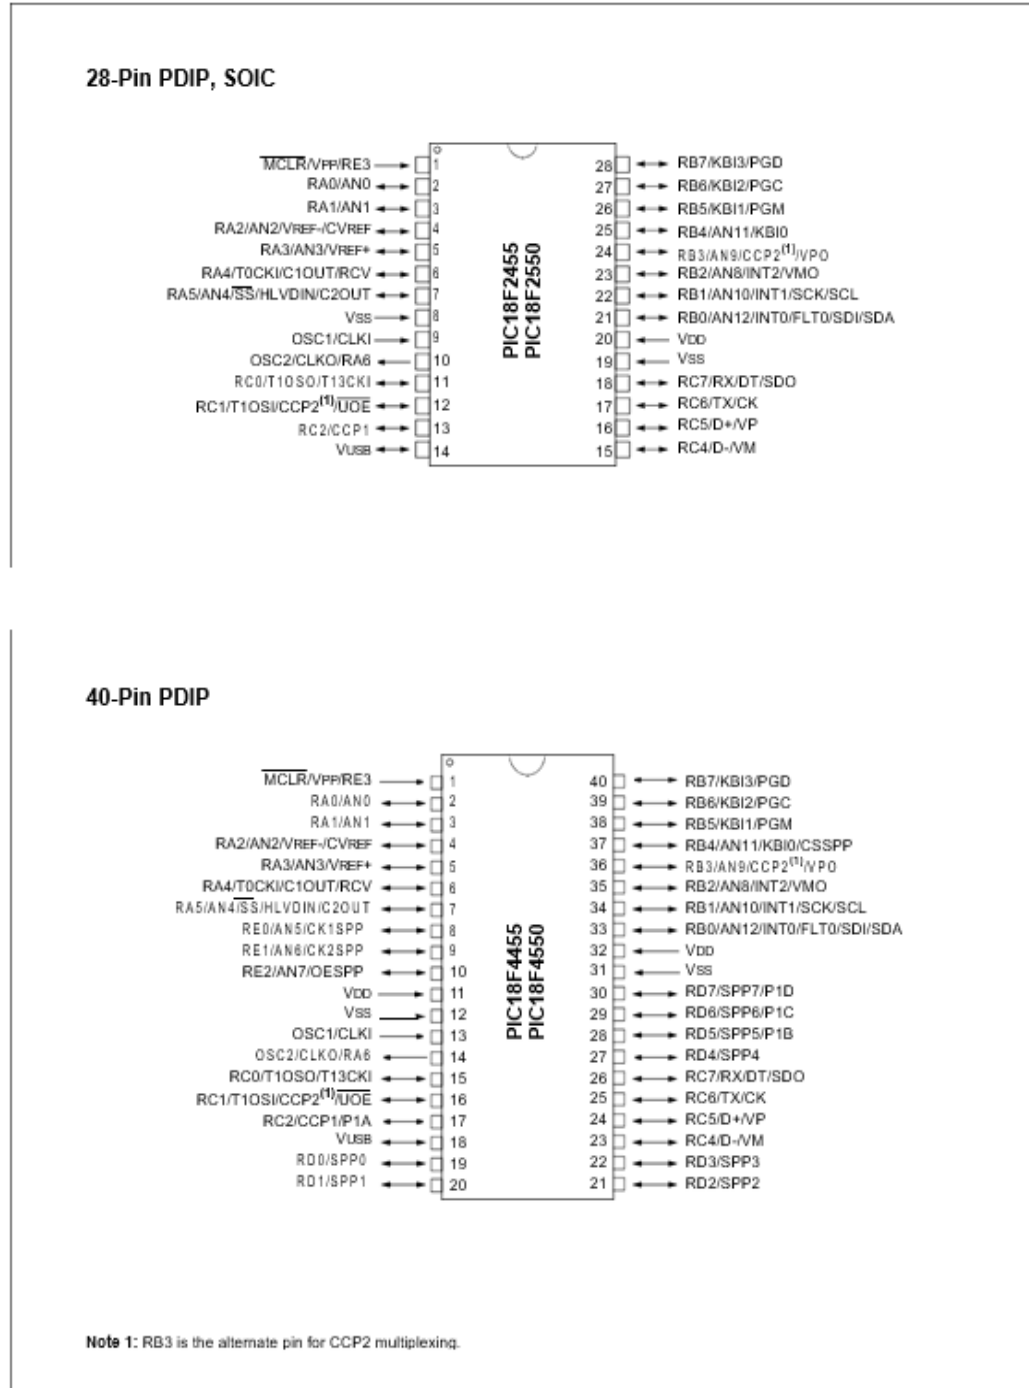 28-Pin PDIP, SOIC
MCLR/VPP/RE3 1 28 RB7/KBI3/PGD
RA0/AN0 2 27 RB6/KBI2/PGC
RA1/AN1 3 26 RB5/KBI1/PGM
RA2/AN2/VREF-/CVREF 4 25 RB4/AN11/KBI0
RA3/AN3/VREF+ 5 24 RB3/AN9/CCP2(1)/VPO
RA4/T0CKI/C1OUT/RCV 6 23 RB2/AN8/INT2/VMO
RA5/AN4/SS/HLVDIN/C2OUT 7 22 RB1/AN10/INT1/SCK/SCL
VSS 8 21 RB0/AN12/INT0/FLT0/SDI/SDA
OSC1/CLKI 9 20 VDD
OSC2/CLKO/RA6 10 19 VSS
RC0/T1OSO/T13CKI 11 18 RC7/RX/DT/SDO
RC1/T1OSI/CCP2(1)/UOE 12 17 RC6/TX/CK
RC2/CCP1 13 16 RC5/D+/VP
VUSB 14 15 RC4/D-/VM
PIC18F2455
PIC18F2550
40-Pin PDIP
MCLR/VPP/RE3 1 40 RB7/KBI3/PGD
RA0/AN0 2 39 RB6/KBI2/PGC
RA1/AN1 3 38 RB5/KBI1/PGM
RA2/AN2/VREF-/CVREF 4 37 RB4/AN11/KBI0/CSSPP
RA3/AN3/VREF+ 5 36 RB3/AN9/CCP2(1)/VPO
RA4/T0CKI/C1OUT/RCV 6 35 RB2/AN8/INT2/VMO
RA5/AN4/SS/HLVDIN/C2OUT 7 34 RB1/AN10/INT1/SCK/SCL
RE0/AN5/CK1SPP 8 33 RB0/AN12/INT0/FLT0/SDI/SDA
RE1/AN6/CK2SPP 9 32 VDD
RE2/AN7/OESPP 10 31 VSS
VDD 11 30 RD7/SPP7/P1D
VSS 12 29 RD6/SPP6/P1C
OSC1/CLKI 13 28 RD5/SPP5/P1B
OSC2/CLKO/RA6 14 27 RD4/SPP4
RC0/T1OSO/T13CKI 15 26 RC7/RX/DT/SDO
RC1/T1OSI/CCP2(1)/UOE 16 25 RC6/TX/CK
RC2/CCP1/P1A 17 24 RC5/D+/VP
VUSB 18 23 RC4/D-/VM
RD0/SPP0 19 22 RD3/SPP3
RD1/SPP1 20 21 RD2/SPP2
PIC18F4455
PIC18F4550
Note 1: RB3 is the alternate pin for CCP2 multiplexing.